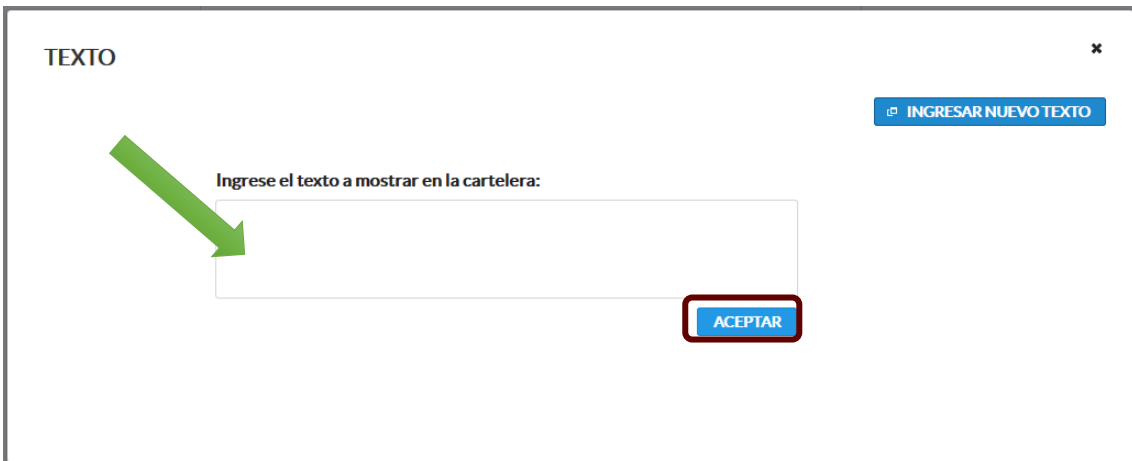 TEXTO
INGRESAR NUEVO TEXTO
Ingrese el texto a mostrar en la cartelera:
ACEPTAR